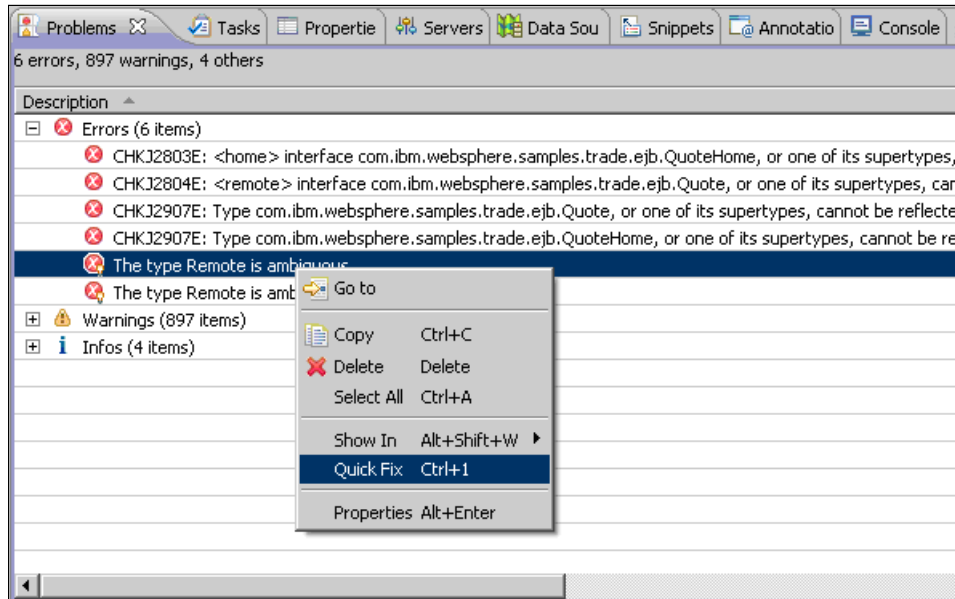 Problems Tasks Propertie Servers Data Sou Snippets Annotatio Console
6 errors, 897 warnings, 4 others
Description
Errors (6 items)
CHKJ2803E: <home> interface com.ibm.websphere.samples.trade.ejb.QuoteHome, or one of its supertypes,
CHKJ2804E: <remote> interface com.ibm.websphere.samples.trade.ejb.Quote, or one of its supertypes, can
CHKJ2907E: Type com.ibm.websphere.samples.trade.ejb.Quote, or one of its supertypes, cannot be reflecte
CHKJ2907E: Type com.ibm.websphere.samples.trade.ejb.QuoteHome, or one of its supertypes, cannot be re
The type Remote is ambiguous
The type Remote is amb
Warnings (897 items)
Infos (4 items)
Go to
Copy Ctrl+C
Delete Delete
Select All Ctrl+A
Show In Alt+Shift+W
Quick Fix Ctrl+1
Properties Alt+Enter